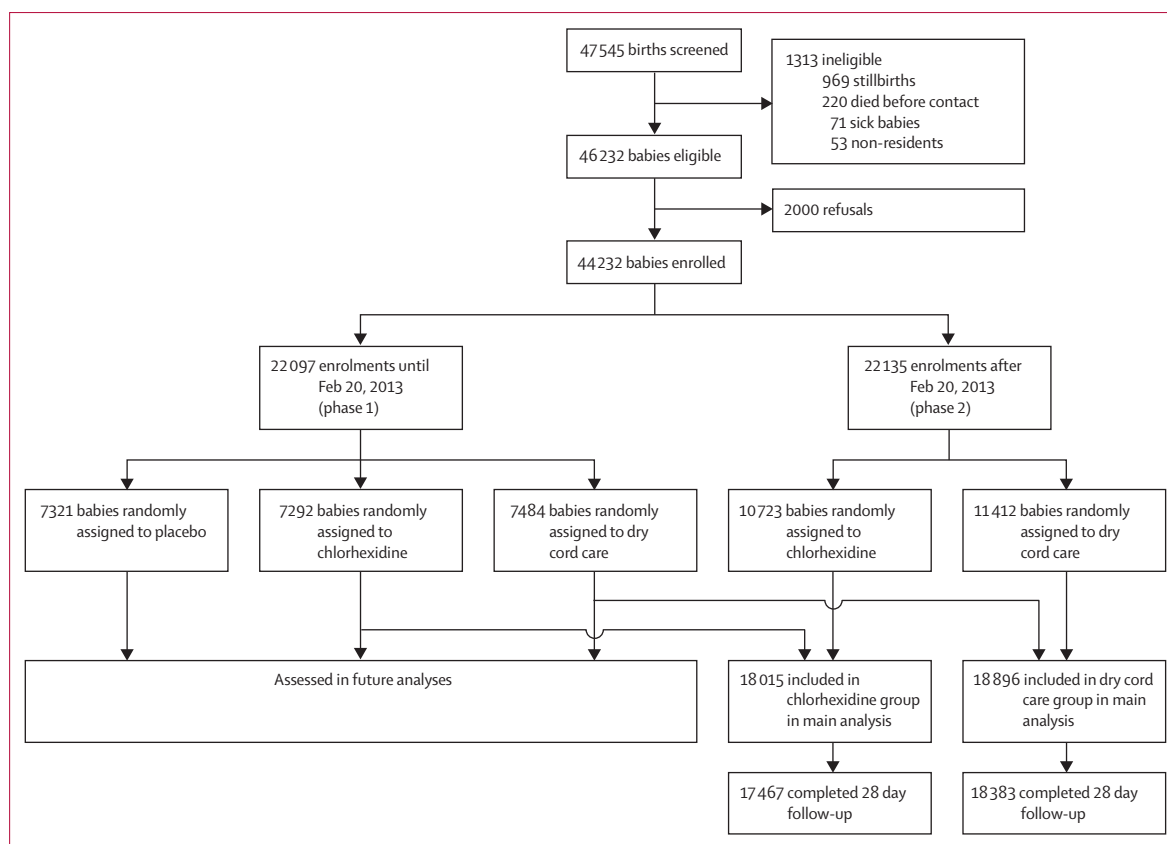 47 545 births screened
1313 ineligible
969 stillbirths
220 died before contact
71 sick babies
53 non-residents
46 232 babies eligible
2000 refusals
44 232 babies enrolled
22 097 enrolments until
Feb 20, 2013
(phase 1)
22 135 enrolments after
Feb 20, 2013
(phase 2)
7321 babies randomly
assigned to placebo
7292 babies randomly
assigned to
chlorhexidine
7484 babies randomly
assigned to dry
cord care
10 723 babies randomly
assigned to
chlorhexidine
11 412 babies randomly
assigned to dry
cord care
Assessed in future analyses
18 015 included in
chlorhexidine group
in main analysis
18 896 included in dry cord
care group in main
analysis
17 467 completed 28 day
follow-up
18 383 completed 28 day
follow-up